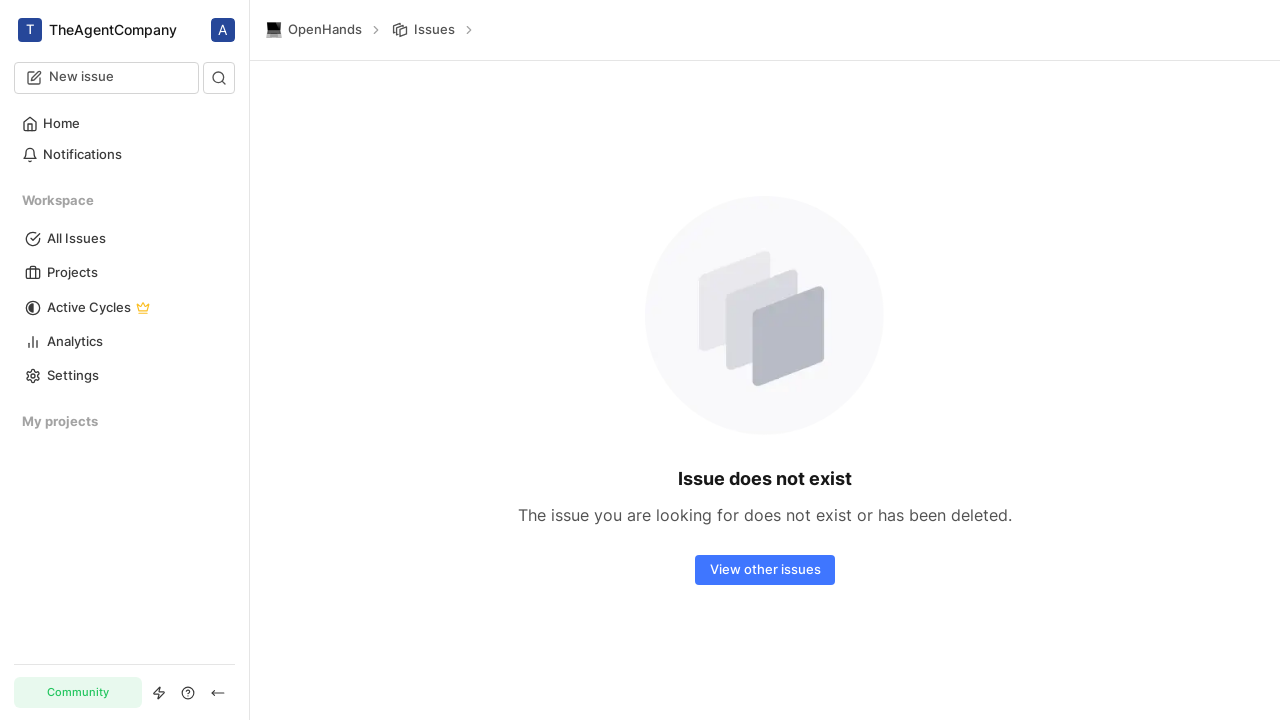 T TheAgentCompany A
New issue
Home
Notifications
Workspace
All Issues
Projects
Active Cycles
Analytics
Settings
My projects
Community
OpenHands
Issues
Issue does not exist
The issue you are looking for does not exist or has been deleted.
View other issues